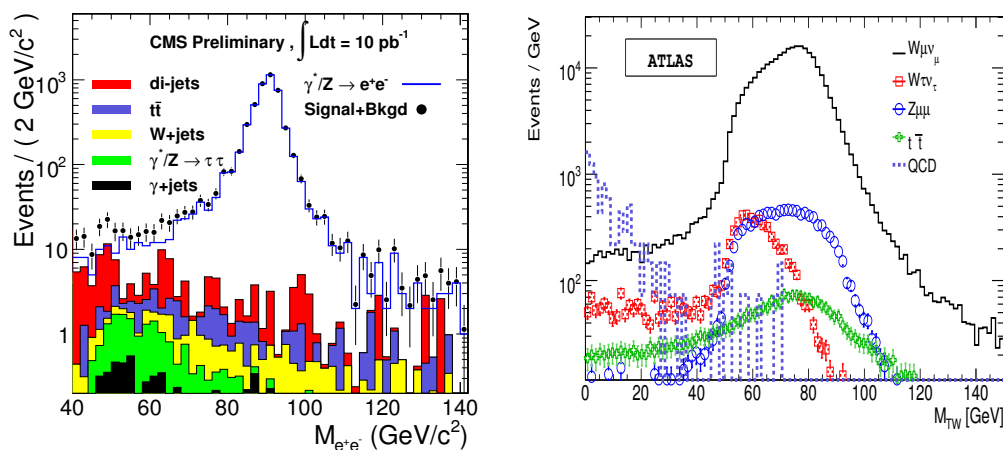 CMS Preliminary , ∫ Ldt = 10 pb⁻¹
di-jets
tt̄
W+jets
γ*/Z → τ τ
γ+jets
γ*/Z → e⁺e⁻
Signal+Bkgd
Events / ( 2 GeV/c² )
10³
10²
10
1
40 60 80 100 120 140
M_e⁺e⁻ (GeV/c²)
ATLAS
Wμν_μ
Wτν_τ
Zμμ
t t̄
QCD
Events / GeV
10⁴
10³
10²
0 20 40 60 80 100 120 140
M_TW [GeV]